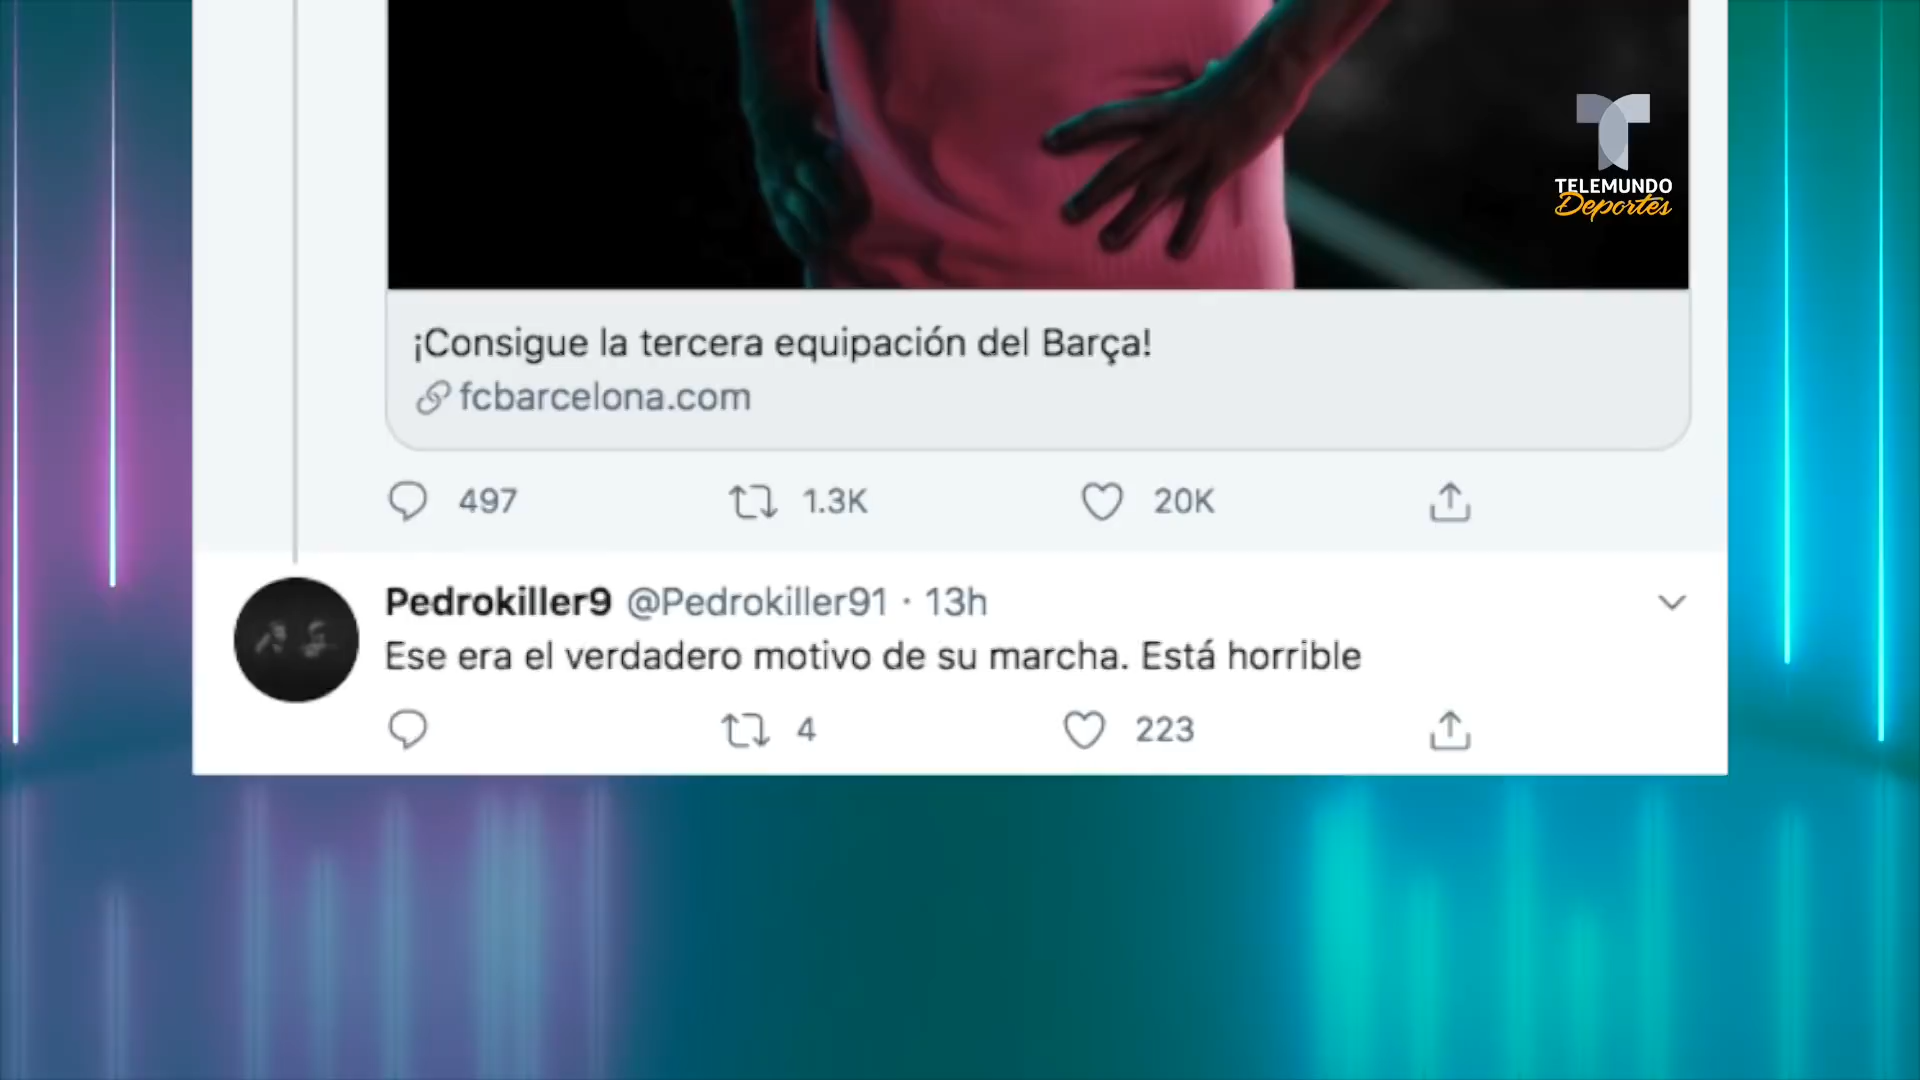 TELEMUNDO
Deportes
¡Consigue la tercera equipación del Barça!
fcbarcelona.com
497 1.3K 20K
Pedrokiller9 @Pedrokiller91 · 13h
Ese era el verdadero motivo de su marcha. Está horrible
4 223